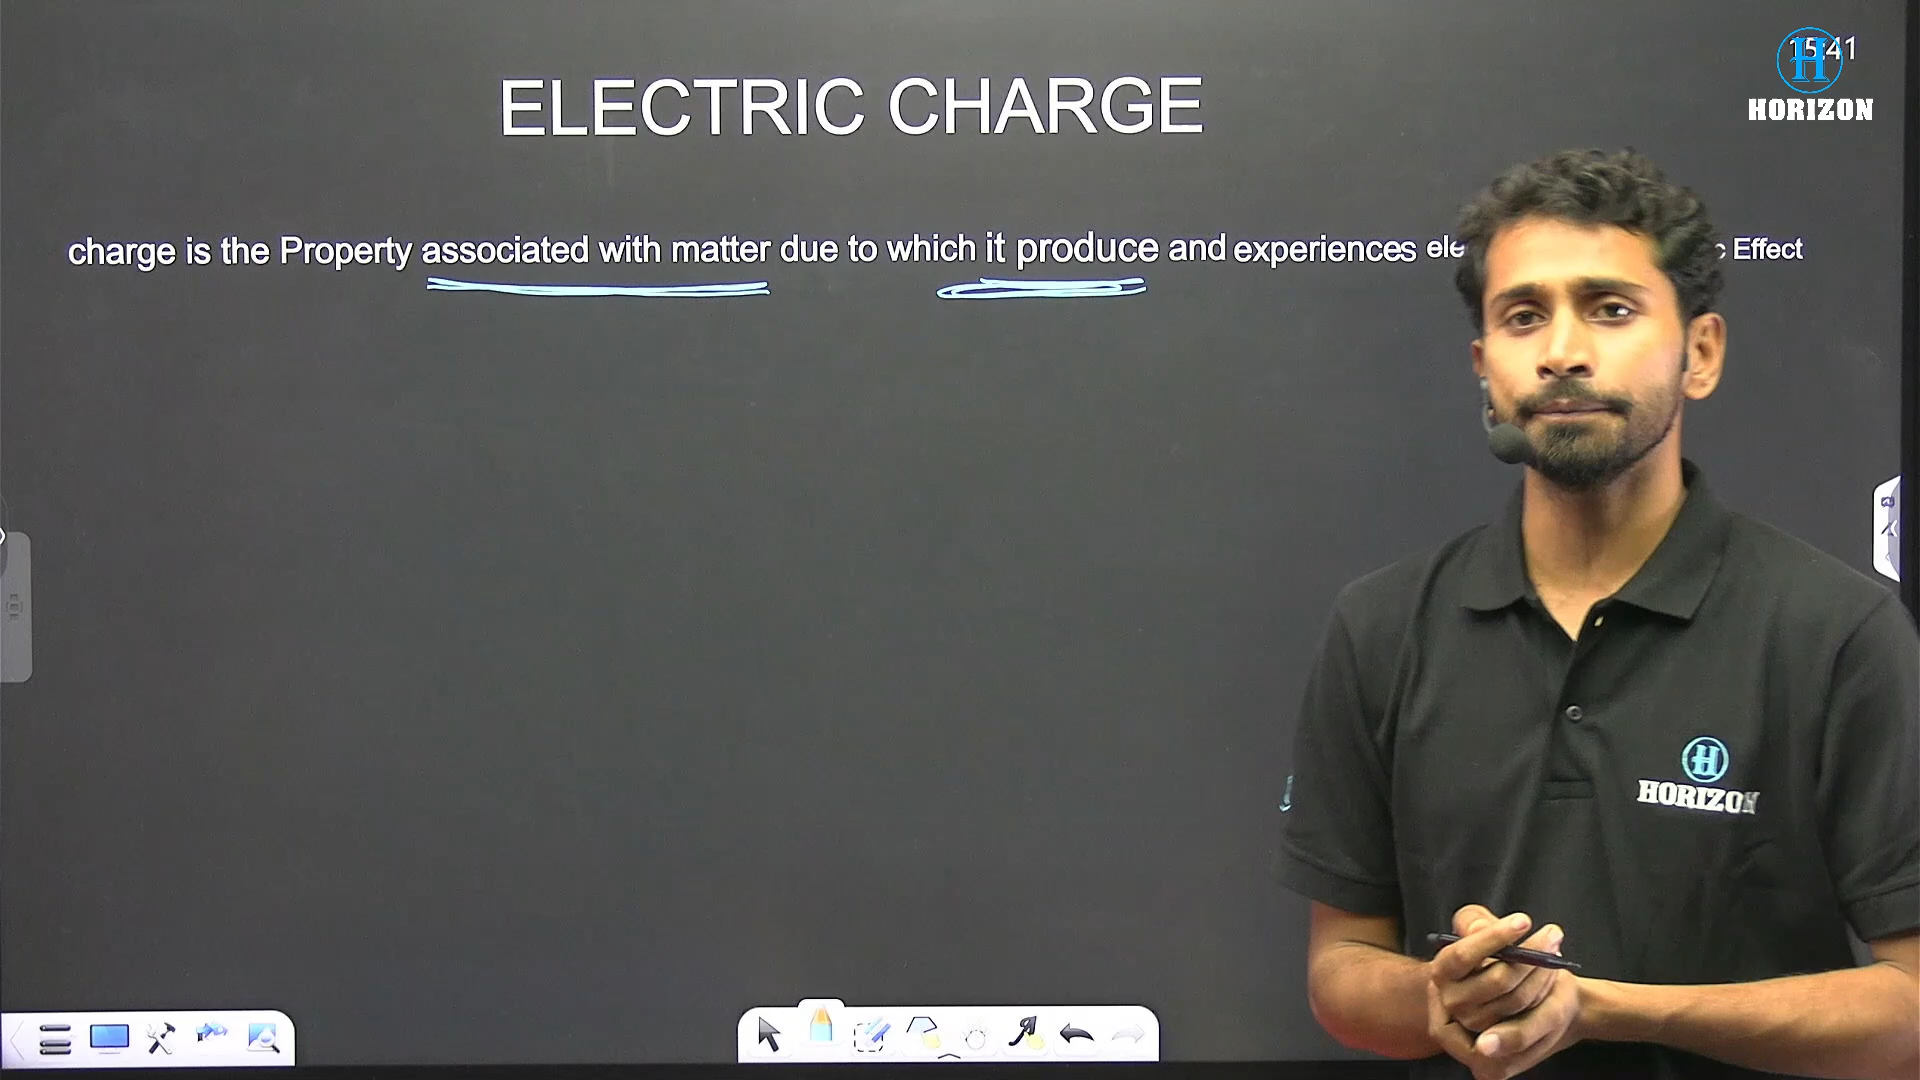 15:41
HORIZON
ELECTRIC CHARGE
charge is the Property associated with matter due to which it produce and experiences Effect
HORIZON